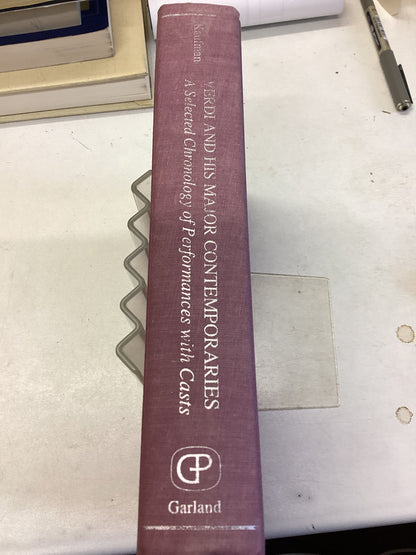 Kaufman
VERDI AND HIS MAJOR CONTEMPORARIES
A Selected Chronology of Performances with Casts
GP
Garland